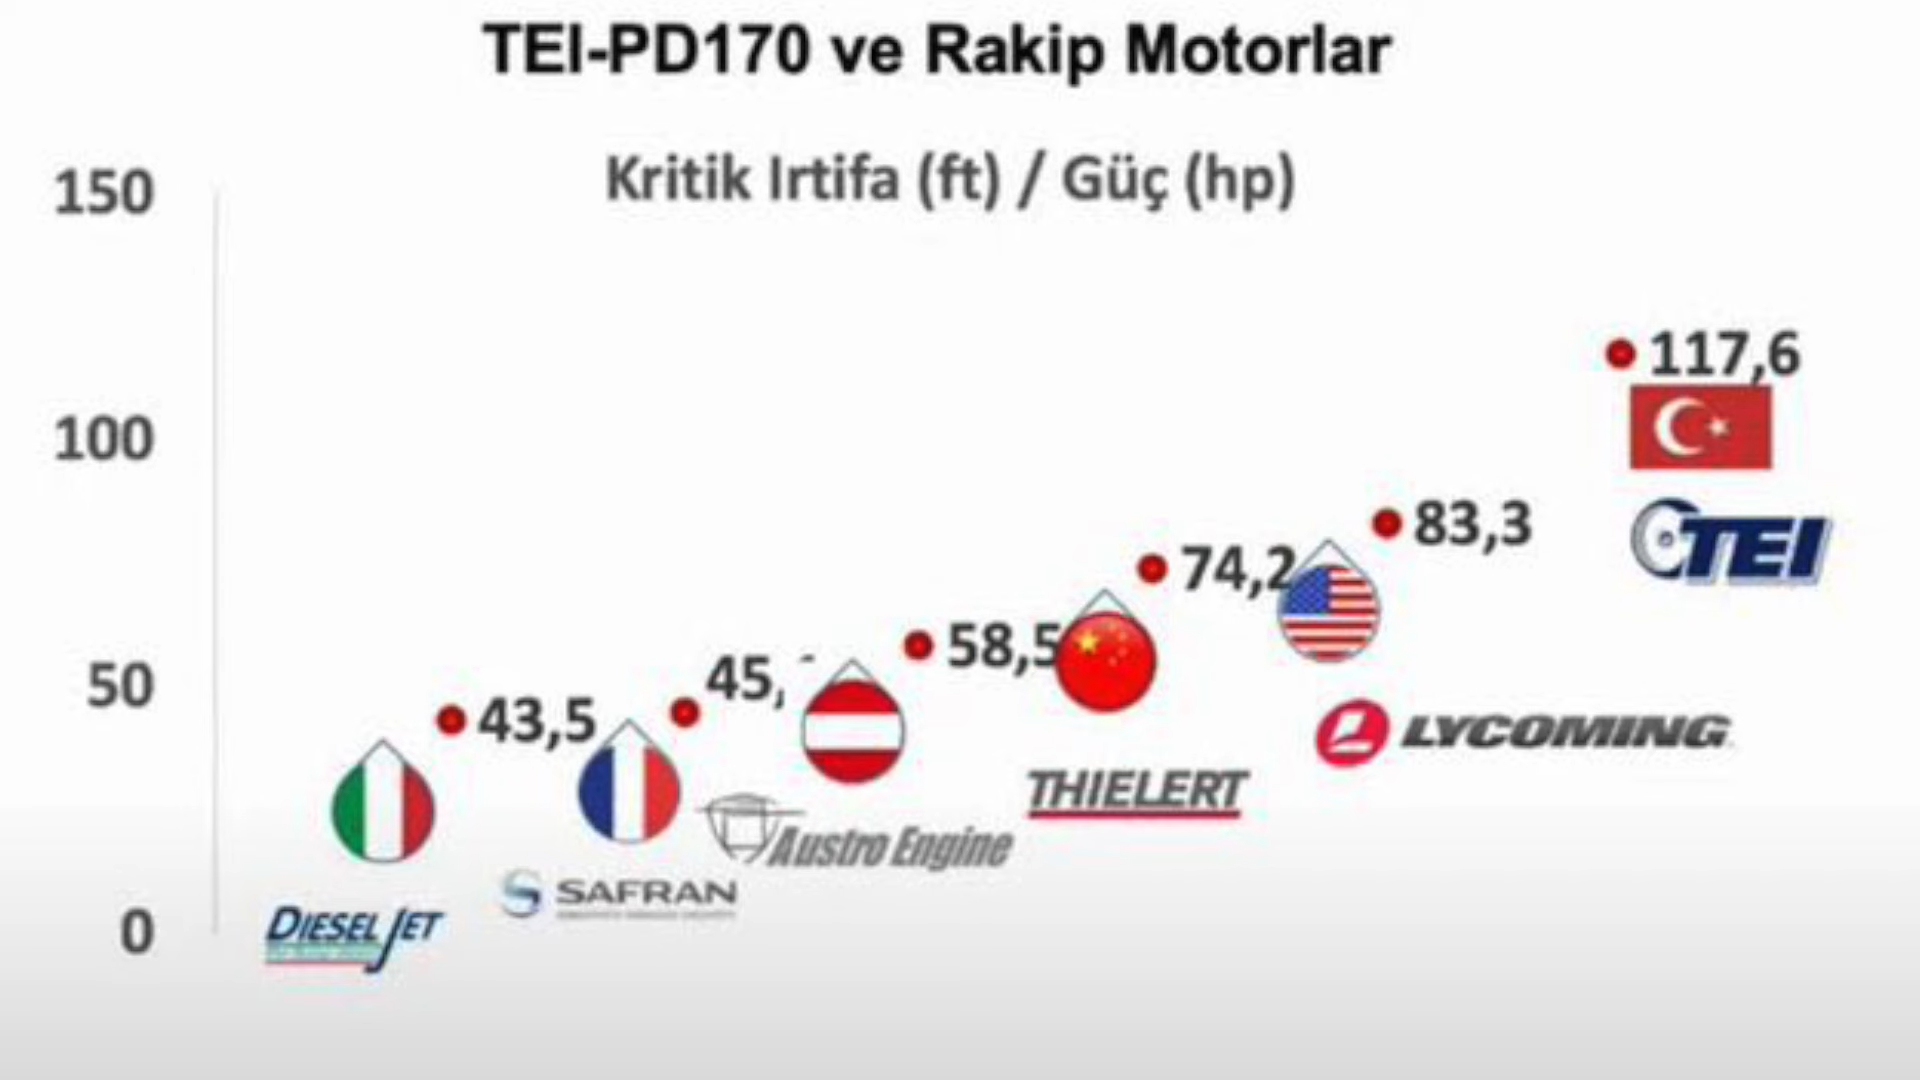 TEI-PD170 ve Rakip Motorlar
Kritik Irtifa (ft) / Güç (hp)
150
100
50
0
43,5
45,
58,5
74,2
83,3
117,6
DIESEL JET
SAFRAN
Austro Engine
THIELERT
LYCOMING
TEI